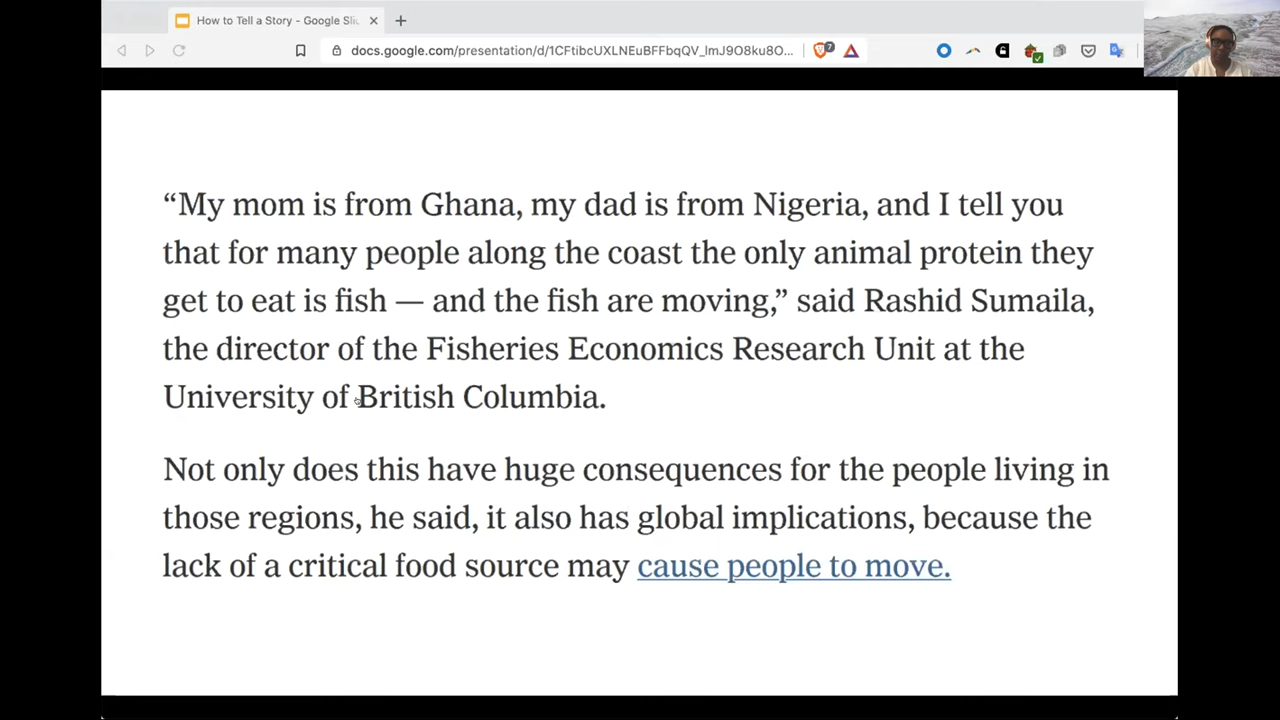 How to Tell a Story - Google Slid
docs.google.com/presentation/d/1CFtibcUXLNEuBFFbqQV_lmJ9O8ku8O...
7
“My mom is from Ghana, my dad is from Nigeria, and I tell you
that for many people along the coast the only animal protein they
get to eat is fish — and the fish are moving,” said Rashid Sumaila,
the director of the Fisheries Economics Research Unit at the
University of British Columbia.
Not only does this have huge consequences for the people living in
those regions, he said, it also has global implications, because the
lack of a critical food source may cause people to move.